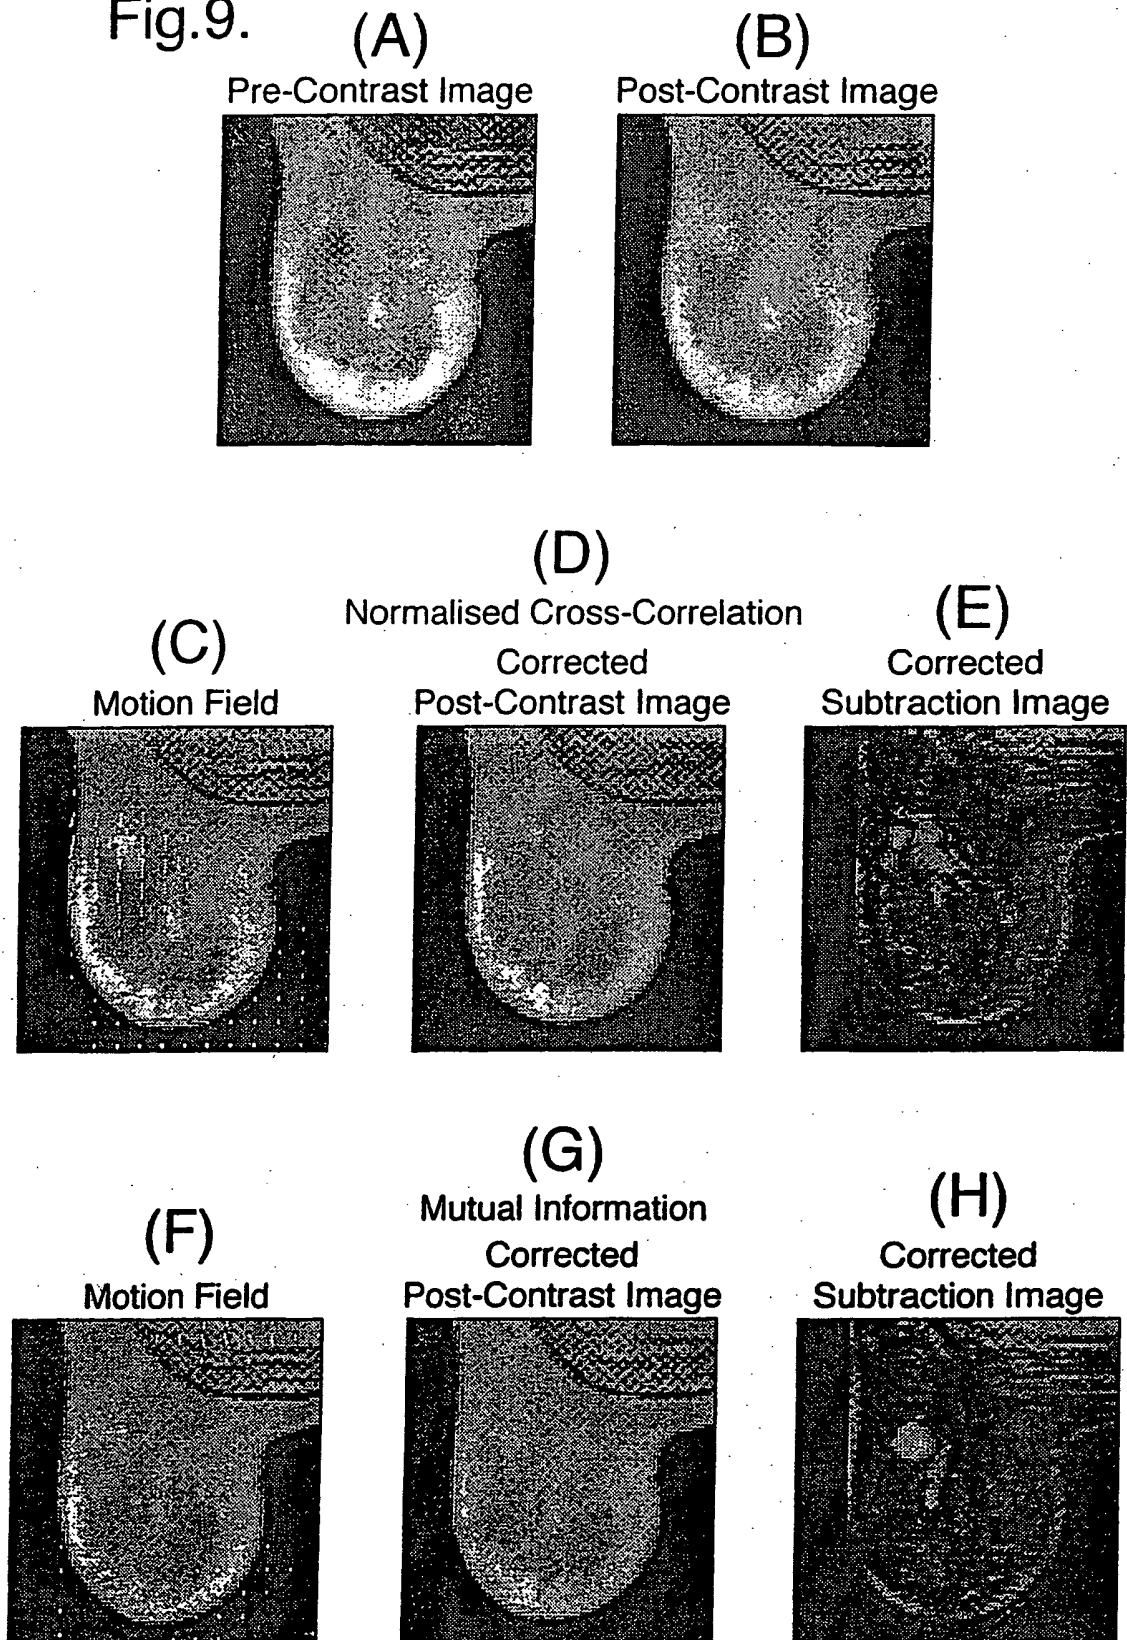 Fig.9.
(A)
Pre-Contrast Image
(B)
Post-Contrast Image
(C)
Motion Field
(D)
Normalised Cross-Correlation
Corrected
Post-Contrast Image
(E)
Corrected
Subtraction Image
(F)
Motion Field
(G)
Mutual Information
Corrected
Post-Contrast Image
(H)
Corrected
Subtraction Image